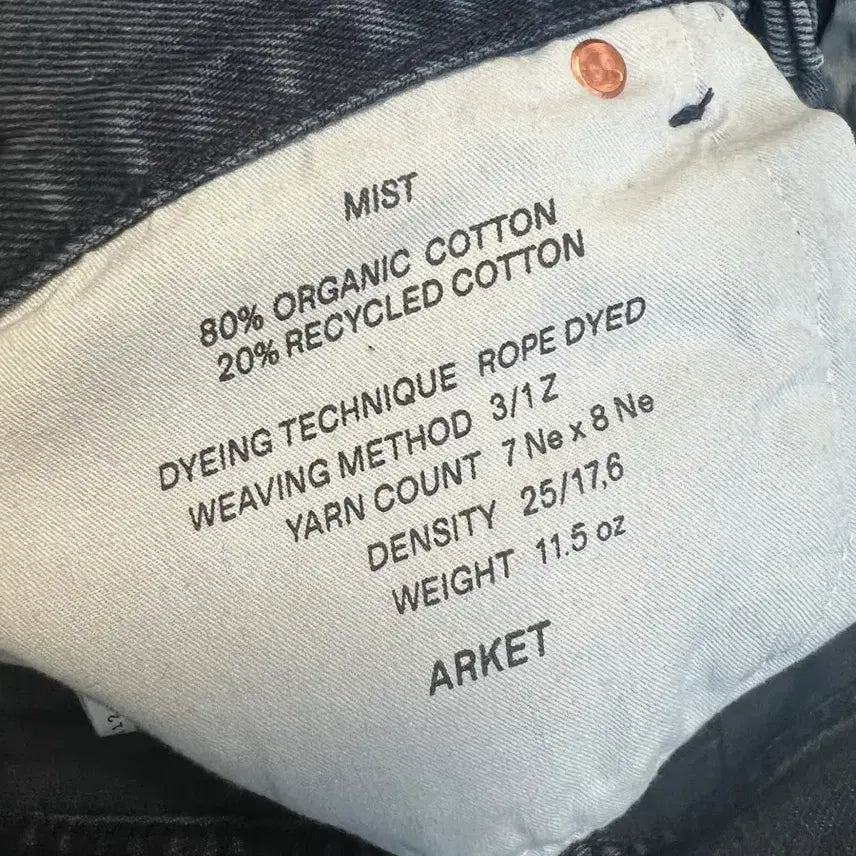 MIST
80% ORGANIC COTTON
20% RECYCLED COTTON
DYEING TECHNIQUE ROPE DYED
WEAVING METHOD 3/1 Z
YARN COUNT 7 Ne x 8 Ne
DENSITY 25/17,6
WEIGHT 11.5 oz
ARKET